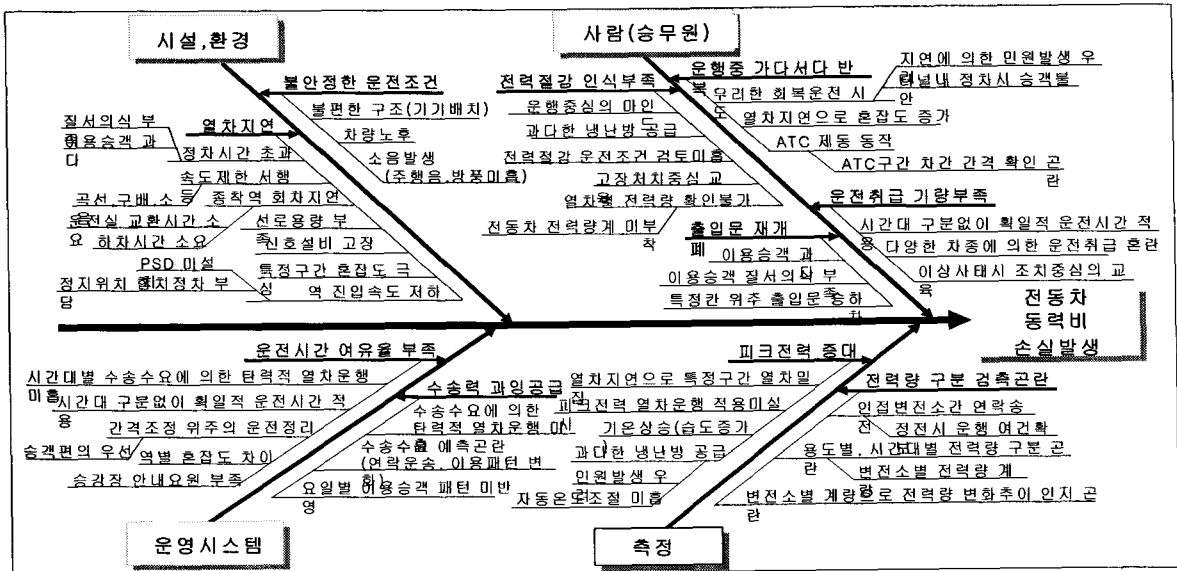 시설,환경
사람(승무원)
불안정한 운전조건
불편한 구조(기기배치)
차량노후
소음발생
(주행음,방풍미흡)
열차지연
질서의식 부족
이용승객 과다
정차시간 초과
속도제한 서행
곡선,구배,소음
종착역 회차지연
운전실 교환시간 소요
하차시간 소요
선로용량 부족
신호설비 고장
PSD 미설치
특정구간 혼잡도 극심
정지위치 합치정차 부담
역 진입속도 저하
전력절감 인식부족
운행중심의 마인드
과다한 냉난방 공급
전력절감 운전조건 검토미흡
고장처치중심 교육
열차별 전력량 확인불가
전동차 전력량계 미부착
운행중 가다서다 반복
지연에 의한 민원발생 우려
터널내 정차시 승객불안
무리한 회복운전 시도
열차지연으로 혼잡도 증가
ATC 제동 동작
ATC구간 차간 간격 확인 곤란
운전취급 기량부족
시간대 구분없이 획일적 운전시간 적용
다양한 차종에 의한 운전취급 혼란
이상사태시 조치중심의 교육
출입문 재개폐
이용승객 과다
이용승객 질서의식 부족
특정칸 위주 출입문 승하차
전동차
동력비
손실발생
운전시간 여유율 부족
시간대별 수송수요에 의한 탄력적 열차운행 미흡
시간대 구분없이 획일적 운전시간 적용
간격조정 위주의 운전정리
승객편의 우선
역별 혼잡도 차이
승강장 안내요원 부족
수송력 과잉공급
수송수요에 의한
탄력적 열차운행 미흡
수송수요 예측곤란
(연락운송,이용패턴 변화)
요일별 이용승객 패턴 미반영
피크전력 증대
열차지연으로 특정구간 열차밀집
피크전력 열차운행 적용미실시
기온상승(습도증가)
과다한 냉난방 공급
민원발생 우려
자동온도조절 미흡
전력량 구분 검측곤란
인접변전소간 연락송전
정전시 운행 여건확보
용도별,시간대별 전력량 구분 곤란
변전소별 전력량 계량
변전소별 계량으로 전력량 변화추이 인지 곤란
운영시스템
측정